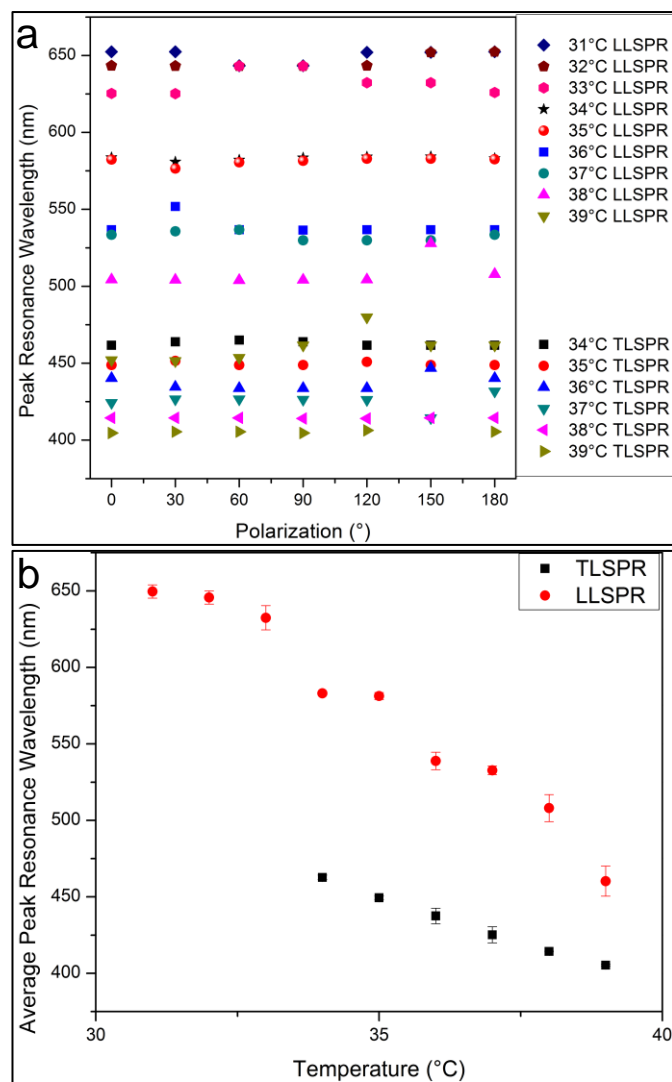 a
650
600
550
500
450
400
Peak Resonance Wavelength (nm)
0 30 60 90 120 150 180
Polarization (°)
31°C LLSPR
32°C LLSPR
33°C LLSPR
34°C LLSPR
35°C LLSPR
36°C LLSPR
37°C LLSPR
38°C LLSPR
39°C LLSPR
34°C TLSPR
35°C TLSPR
36°C TLSPR
37°C TLSPR
38°C TLSPR
39°C TLSPR
b
TLSPR
LLSPR
650
600
550
500
450
400
Average Peak Resonance Wavelength (nm)
30 35 40
Temperature (°C)